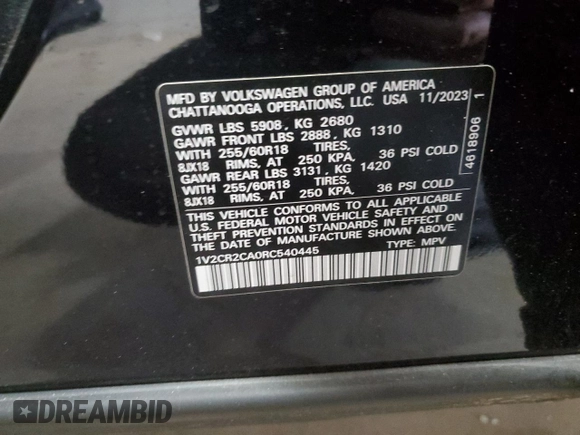 MFD BY VOLKSWAGEN GROUP OF AMERICA
CHATTANOOGA OPERATIONS, LLC. USA 11/2023
GVWR LBS 5908, KG 2680
GAWR FRONT LBS 2888, KG 1310
WITH 255/60R18 TIRES,
8JX18 RIMS, AT 250 KPA, 36 PSI COLD
GAWR REAR LBS 3131, KG 1420
WITH 255/60R18 TIRES,
8JX18 RIMS, AT 250 KPA, 36 PSI COLD
THIS VEHICLE CONFORMS TO ALL APPLICABLE
U.S. FEDERAL MOTOR VEHICLE SAFETY AND
THEFT PREVENTION STANDARDS IN EFFECT ON
THE DATE OF MANUFACTURE SHOWN ABOVE.
1V2CR2CA0RC540445 TYPE: MPV
4618906 1
DREAMBID